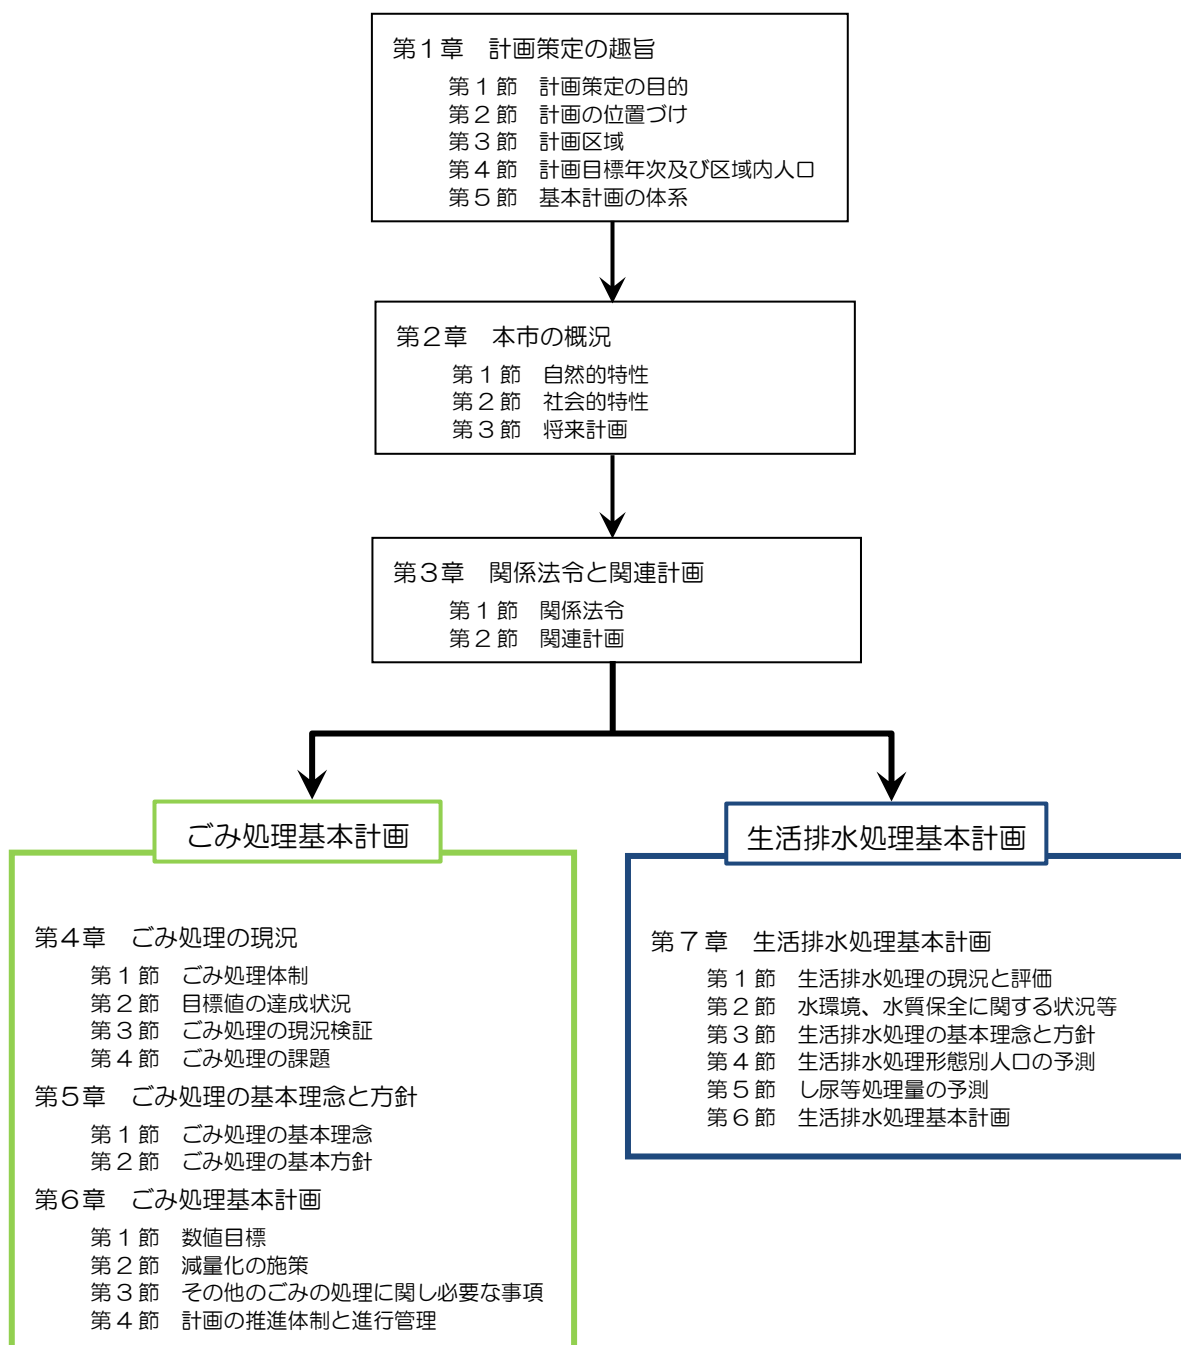 第１章　計画策定の趣旨
第１節　計画策定の目的
第２節　計画の位置づけ
第３節　計画区域
第４節　計画目標年次及び区域内人口
第５節　基本計画の体系
第２章　本市の概況
第１節　自然的特性
第２節　社会的特性
第３節　将来計画
第３章　関係法令と関連計画
第１節　関係法令
第２節　関連計画
ごみ処理基本計画
第４章　ごみ処理の現況
第１節　ごみ処理体制
第２節　目標値の達成状況
第３節　ごみ処理の現況検証
第４節　ごみ処理の課題
第５章　ごみ処理の基本理念と方針
第１節　ごみ処理の基本理念
第２節　ごみ処理の基本方針
第６章　ごみ処理基本計画
第１節　数値目標
第２節　減量化の施策
第３節　その他のごみの処理に関し必要な事項
第４節　計画の推進体制と進行管理
生活排水処理基本計画
第７章　生活排水処理基本計画
第１節　生活排水処理の現況と評価
第２節　水環境、水質保全に関する状況等
第３節　生活排水処理の基本理念と方針
第４節　生活排水処理形態別人口の予測
第５節　し尿等処理量の予測
第６節　生活排水処理基本計画